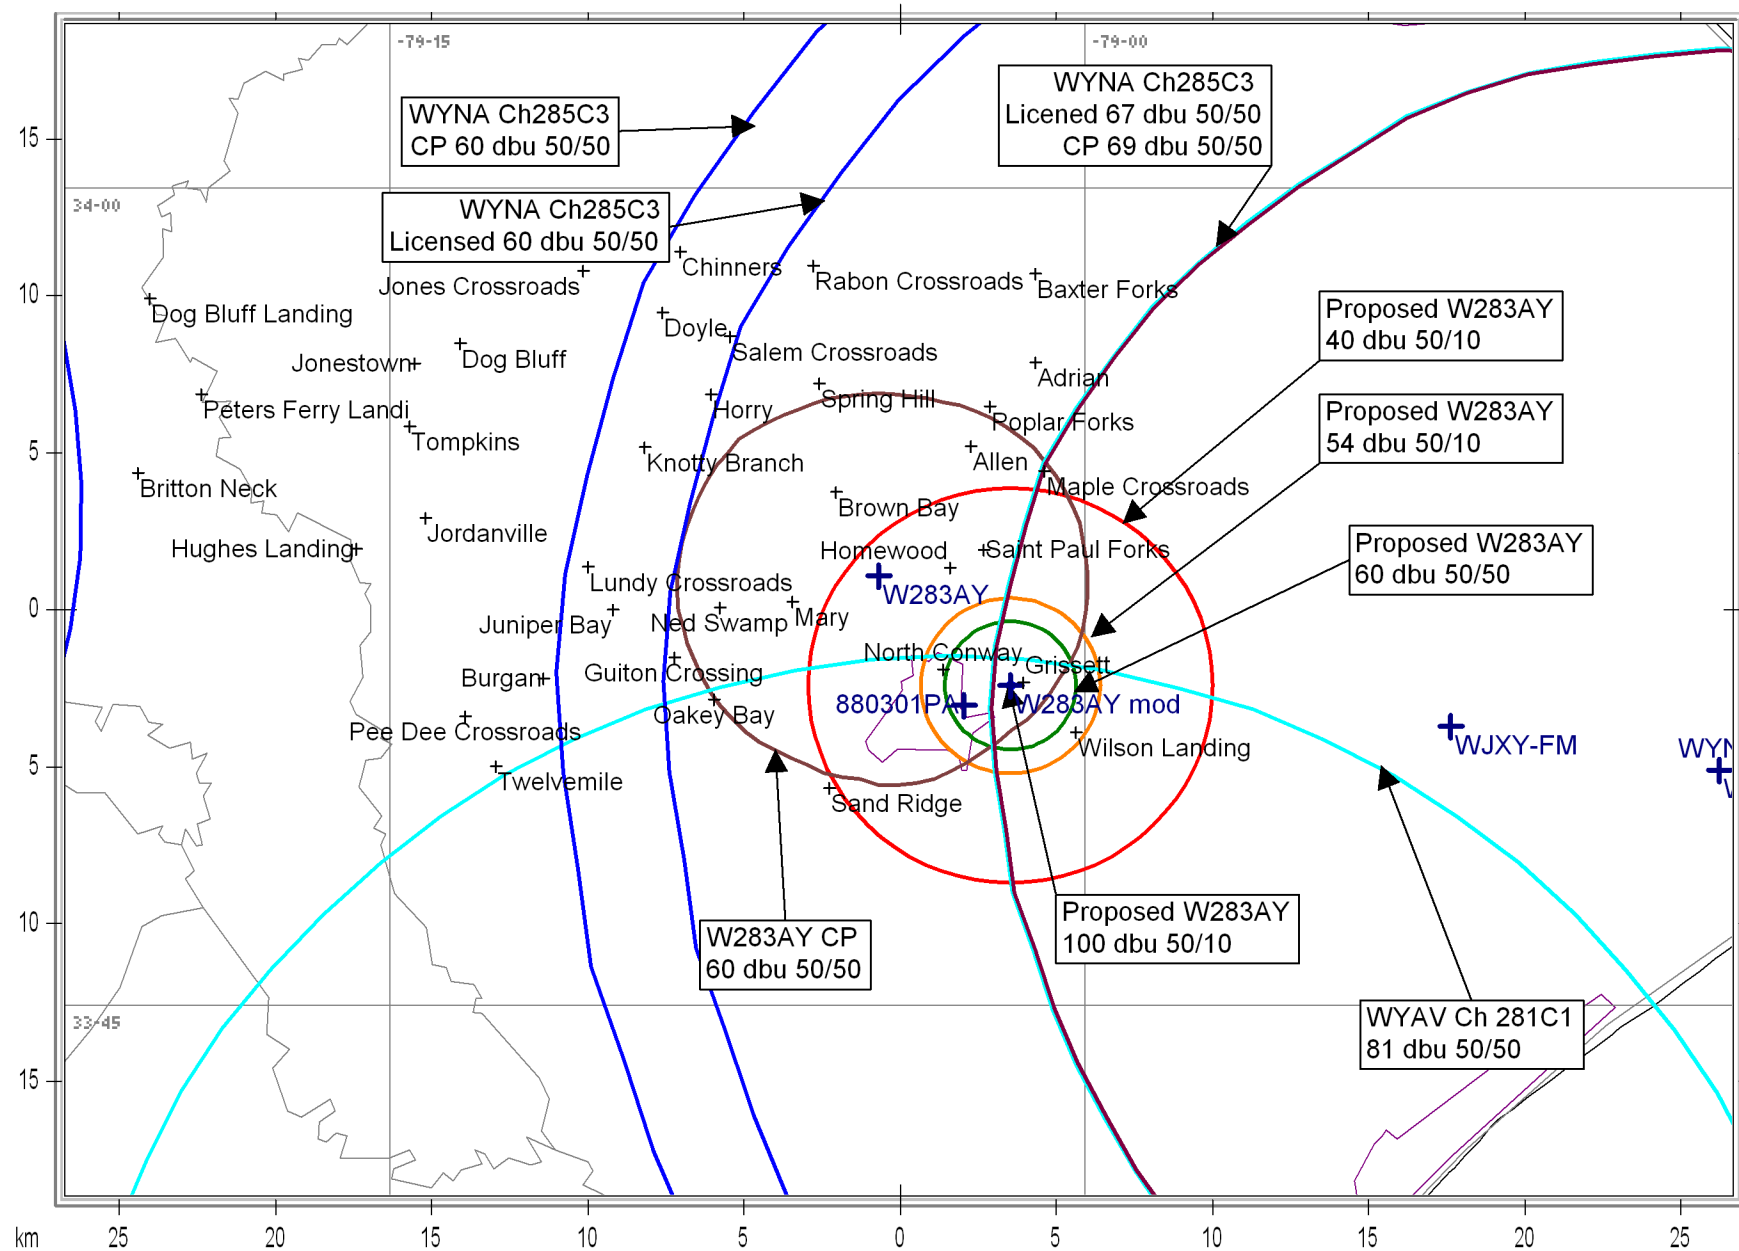 -79-15
-79-00
WYNA Ch285C3
CP 60 dbu 50/50
WYNA Ch285C3
Licened 67 dbu 50/50
CP 69 dbu 50/50
15
34-00
WYNA Ch285C3
Licensed 60 dbu 50/50
Chinners
Jones Crossroads
Rabon Crossroads
Baxter Forks
10
Dog Bluff Landing
Proposed W283AY
40 dbu 50/10
Doyle
Salem Crossroads
Jonestown
Dog Bluff
Adrian
Peters Ferry Landi
Horry
Spring Hill
Poplar Forks
Proposed W283AY
54 dbu 50/10
Tompkins
5
Knotty Branch
Allen
Britton Neck
Maple Crossroads
Brown Bay
Jordanville
Hughes Landing
Homewood
Saint Paul Forks
Proposed W283AY
60 dbu 50/50
Lundy Crossroads
W283AY
0
Juniper Bay
Ned Swamp
Mary
North Conway
Grissett
Burgan
Guiton Crossing
880301PA
W283AY mod
Oakey Bay
Pee Dee Crossroads
Wilson Landing
WJXY-FM
WYN
5
Twelvemile
Sand Ridge
Proposed W283AY
100 dbu 50/10
10
W283AY CP
60 dbu 50/50
33-45
WYAV Ch 281C1
81 dbu 50/50
15
km
25
20
15
10
5
0
5
10
15
20
25